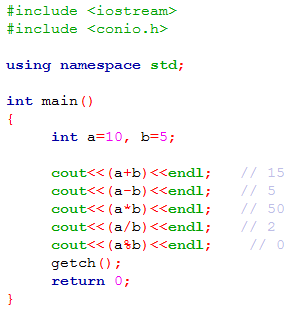 #include <iostream>
#include <conio.h>
using namespace std;
int main()
{
int a=10, b=5;
cout<<(a+b)<<endl; // 15
cout<<(a-b)<<endl; // 5
cout<<(a*b)<<endl; // 50
cout<<(a/b)<<endl; // 2
cout<<(a%b)<<endl; // 0
getch();
return 0;
}